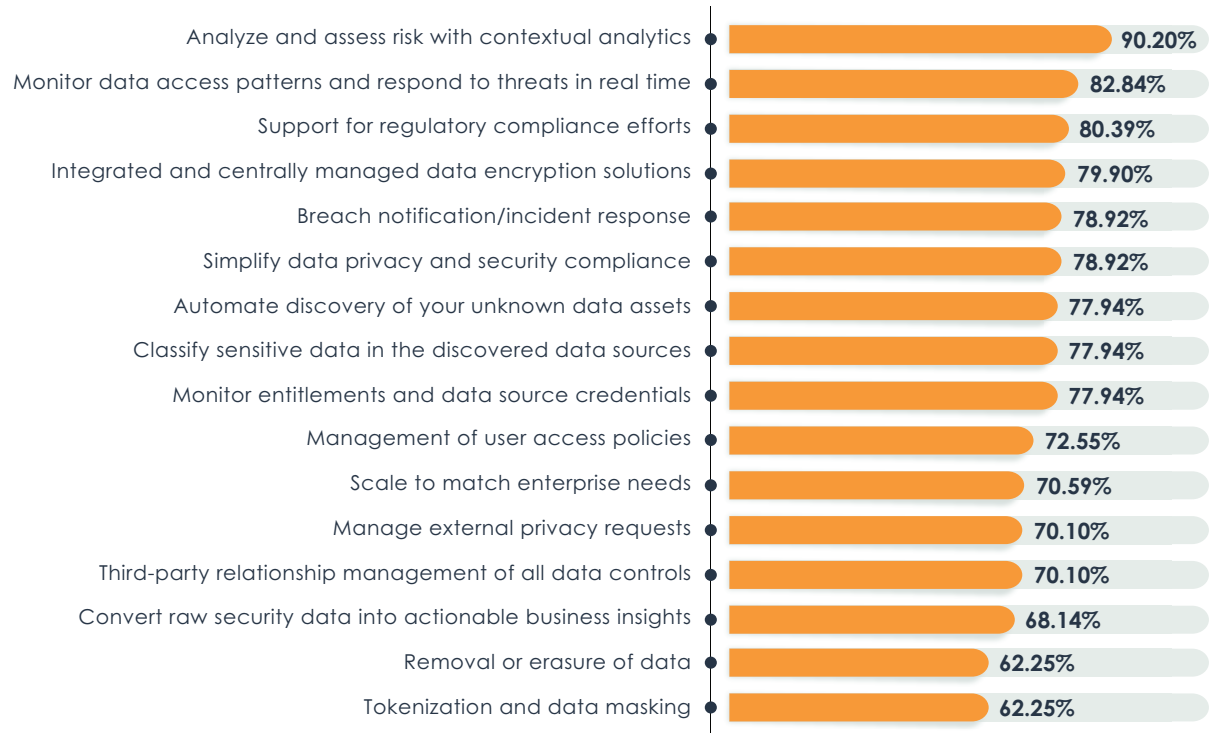 Analyze and assess risk with contextual analytics 90.20%
Monitor data access patterns and respond to threats in real time 82.84%
Support for regulatory compliance efforts 80.39%
Integrated and centrally managed data encryption solutions 79.90%
Breach notification/incident response 78.92%
Simplify data privacy and security compliance 78.92%
Automate discovery of your unknown data assets 77.94%
Classify sensitive data in the discovered data sources 77.94%
Monitor entitlements and data source credentials 77.94%
Management of user access policies 72.55%
Scale to match enterprise needs 70.59%
Manage external privacy requests 70.10%
Third-party relationship management of all data controls 70.10%
Convert raw security data into actionable business insights 68.14%
Removal or erasure of data 62.25%
Tokenization and data masking 62.25%